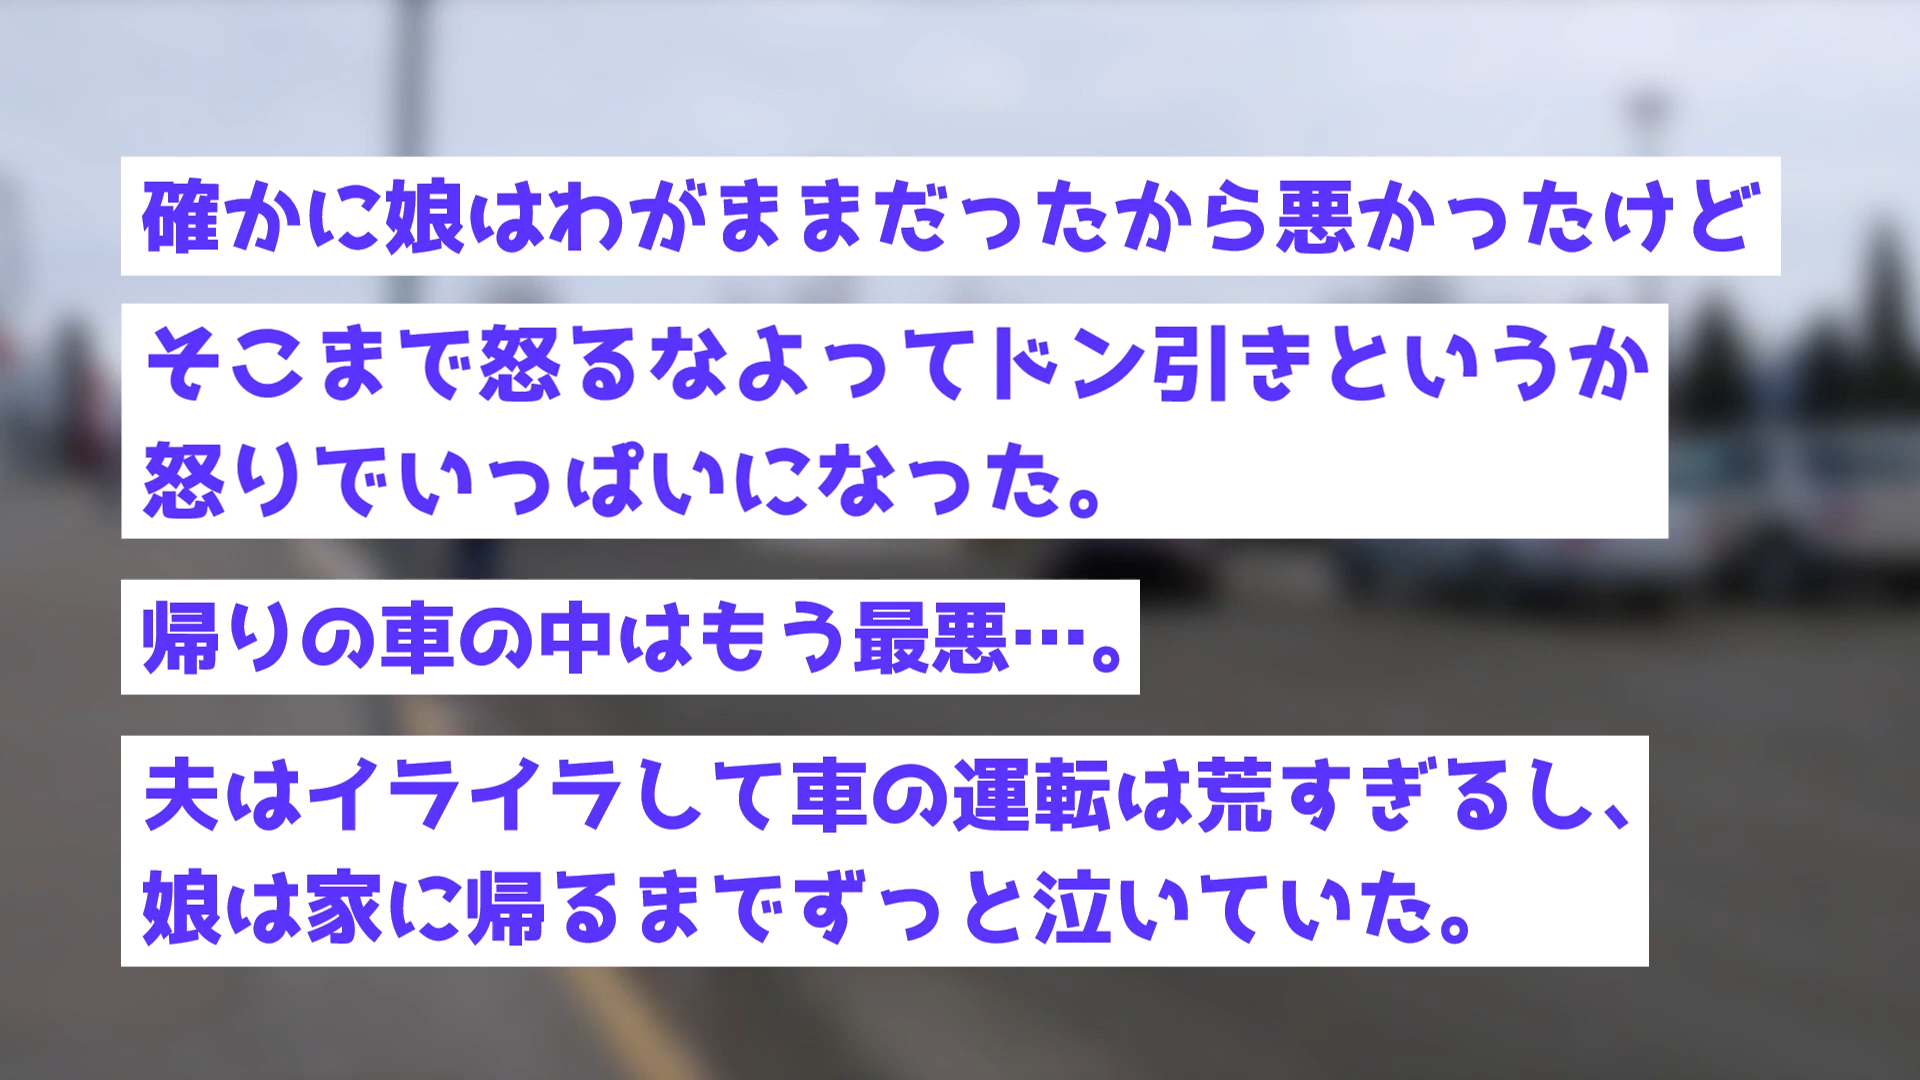 確かに娘はわがままだったから悪かったけど
そこまで怒るなよってドン引きというか
怒りでいっぱいになった。
帰りの車の中はもう最悪…。
夫はイライラして車の運転は荒すぎるし、
娘は家に帰るまでずっと泣いていた。